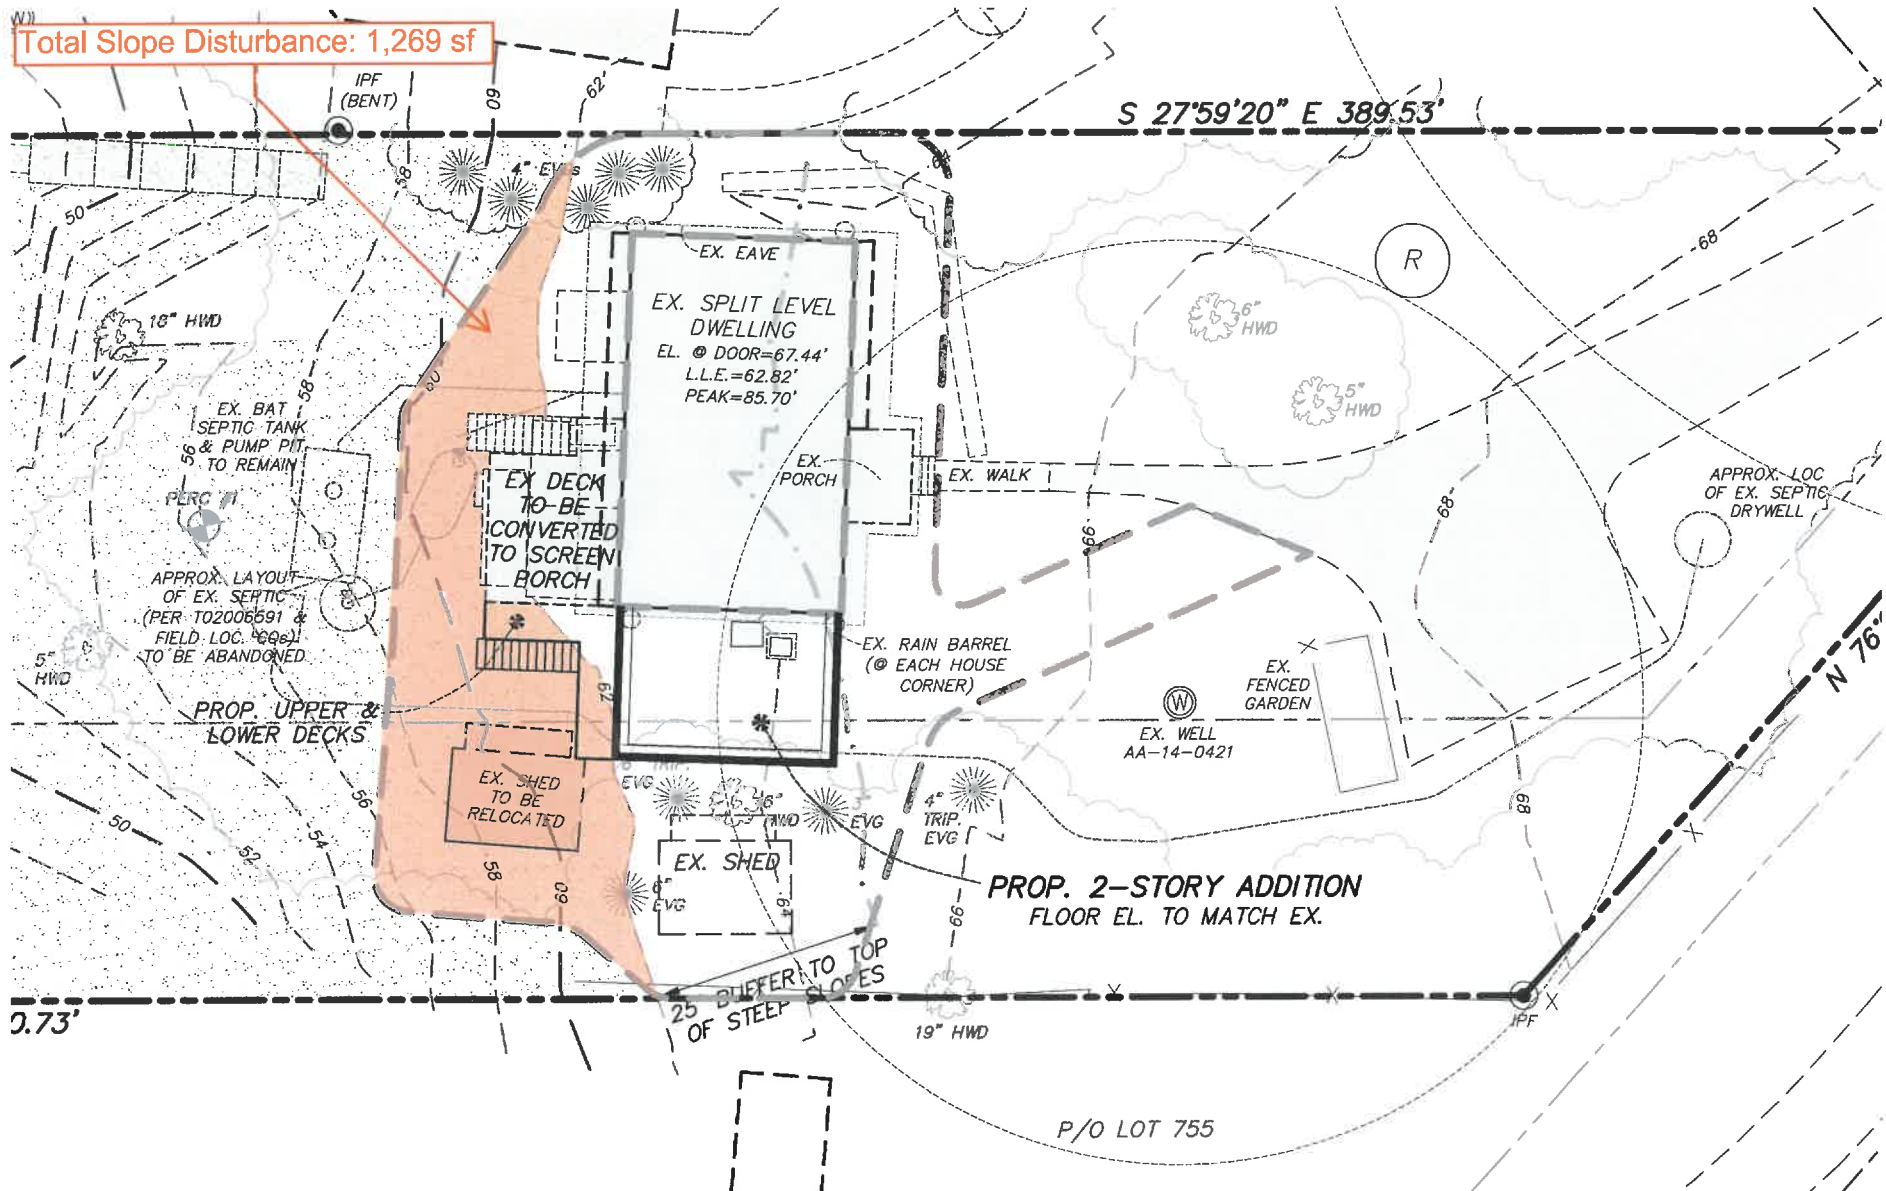 Total Slope Disturbance: 1,269 sf
IPF
(BENT)
60
62'
S 27°59'20" E 389.53'
58
4" EVGs
50
68
R
EX. EAVE
EX. SPLIT LEVEL
DWELLING
EL. @ DOOR=67.44'
L.L.E.=62.82'
PEAK=85.70'
6"
HWD
18" HWD
5"
HWD
60
58
EX. BAT
SEPTIC TANK
& PUMP PIT
TO REMAIN
56
PERC
EX DECK
TO BE
CONVERTED
TO SCREEN
PORCH
EX.
PORCH
EX. WALK
APPROX. LOC
OF EX. SEPTIC
DRYWELL
68
66
APPROX. LAYOUT
OF EX. SEPTIC
(PER T02006591 &
FIELD LOC. COs)
TO BE ABANDONED
5"
HWD
EX. RAIN BARREL
(@ EACH HOUSE
CORNER)
EX.
FENCED
GARDEN
N 76°
62
PROP. UPPER &
LOWER DECKS
W
EX. WELL
AA-14-0421
TRIP.
EVG
EX. SHED
TO BE
RELOCATED
6"
HWD
3"
EVG
4"
TRIP.
EVG
56
50
54
52
68
58
60
EX. SHED
6"
EVG
64
66
PROP. 2-STORY ADDITION
FLOOR EL. TO MATCH EX.
25' BUFFER TO TOP
OF STEEP SLOPES
0.73'
19" HWD
IPF
P/O LOT 755